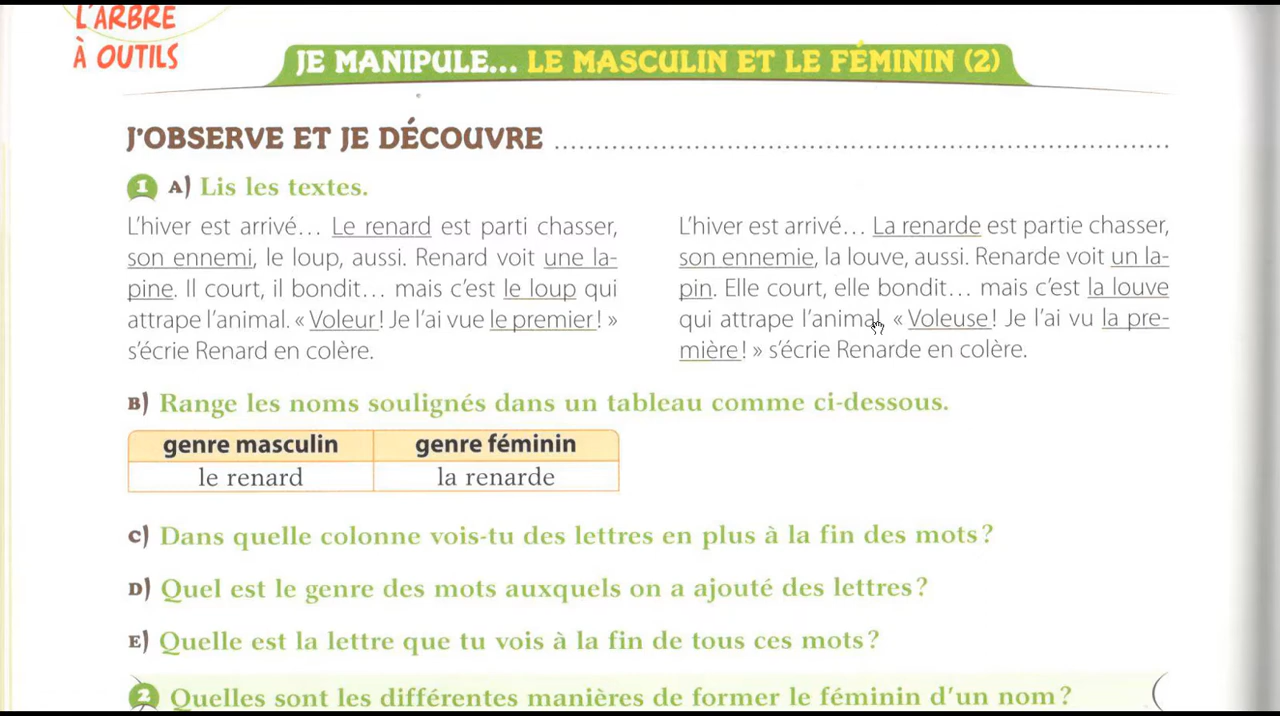 L'ARBRE
À OUTILS
JE MANIPULE... LE MASCULIN ET LE FÉMININ (2)
J'OBSERVE ET JE DÉCOUVRE
1 A) Lis les textes.
L'hiver est arrivé... Le renard est parti chasser,
son ennemi, le loup, aussi. Renard voit une la-
pine. Il court, il bondit... mais c'est le loup qui
attrape l'animal. « Voleur ! Je l'ai vue le premier ! »
s'écrie Renard en colère.
L'hiver est arrivé... La renarde est partie chasser,
son ennemie, la louve, aussi. Renarde voit un la-
pin. Elle court, elle bondit... mais c'est la louve
qui attrape l'animal. « Voleuse ! Je l'ai vu la pre-
mière ! » s'écrie Renarde en colère.
B) Range les noms soulignés dans un tableau comme ci-dessous.
genre masculin genre féminin
le renard la renarde
C) Dans quelle colonne vois-tu des lettres en plus à la fin des mots ?
D) Quel est le genre des mots auxquels on a ajouté des lettres ?
E) Quelle est la lettre que tu vois à la fin de tous ces mots ?
2 Quelles sont les différentes manières de former le féminin d'un nom ?